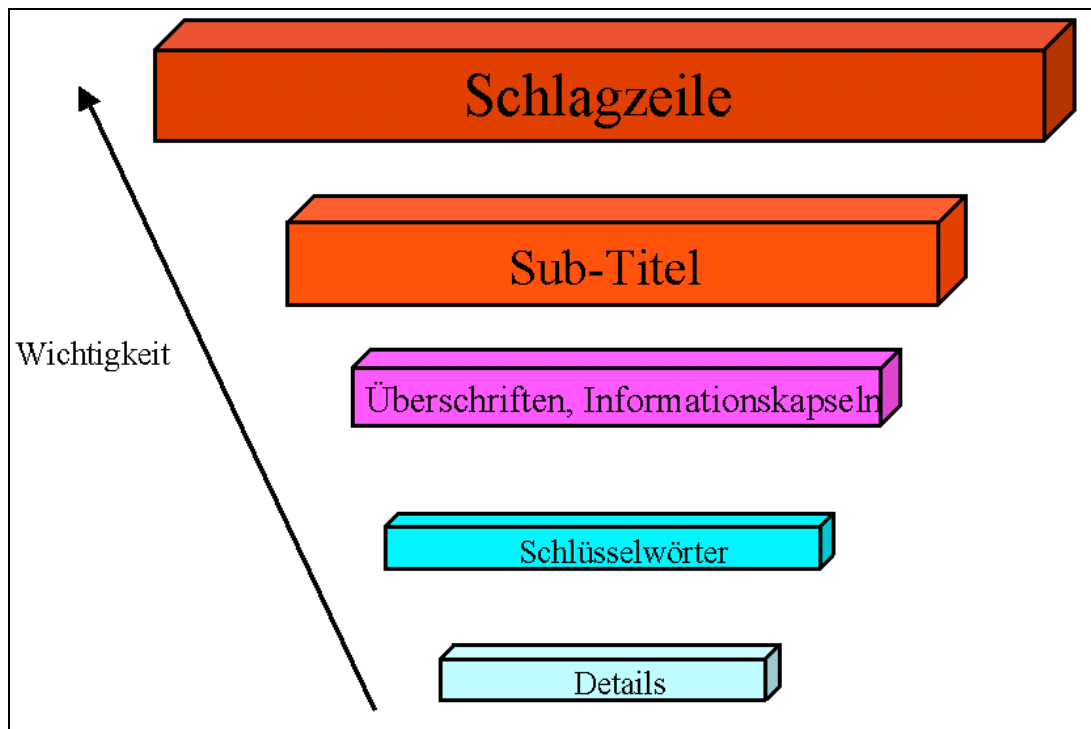 Schlagzeile
Sub-Titel
Wichtigkeit
Überschriften, Informationskapseln
Schlüsselwörter
Details